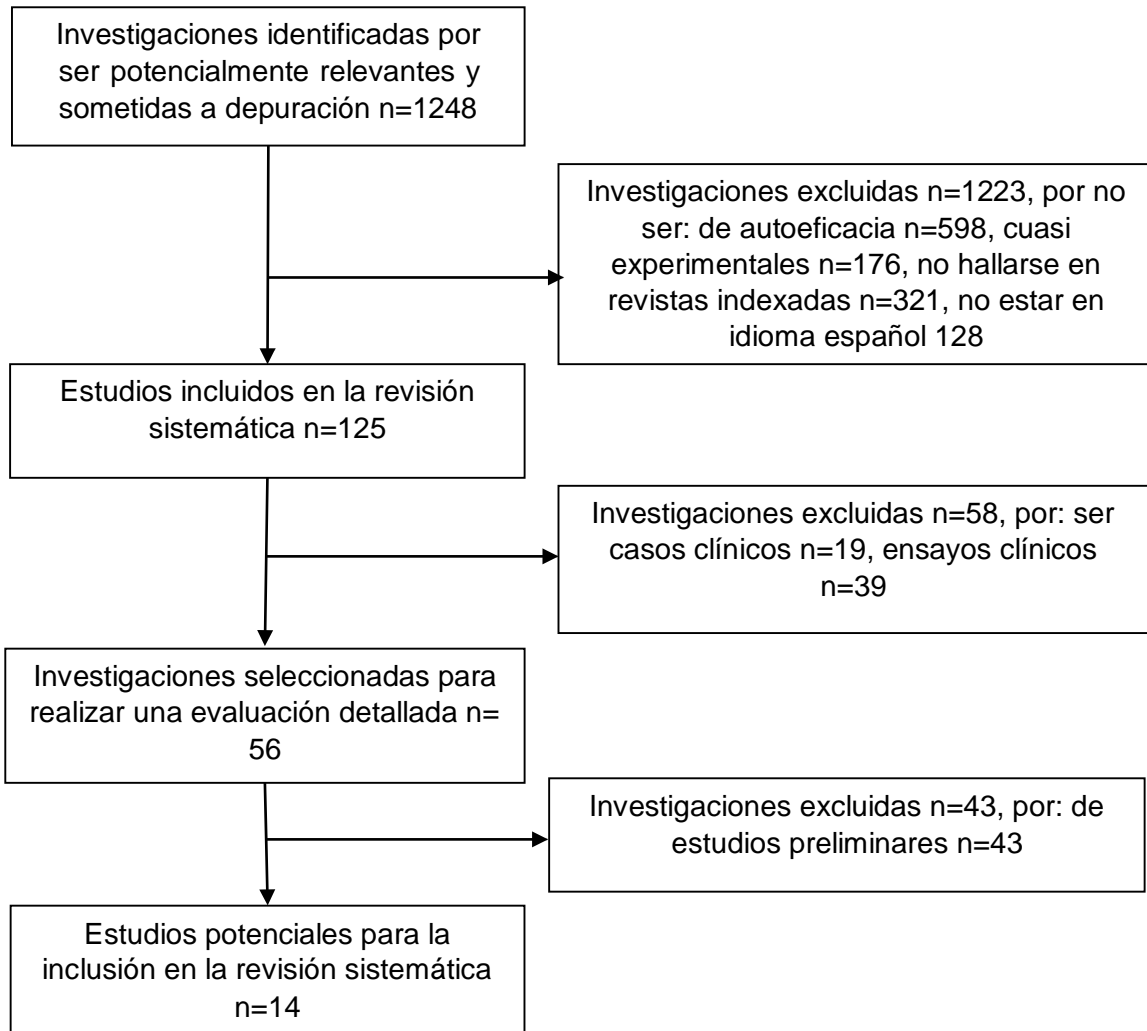 Investigaciones identificadas por
ser potencialmente relevantes y
sometidas a depuración n=1248
Investigaciones excluidas n=1223, por no
ser: de autoeficacia n=598, cuasi
experimentales n=176, no hallarse en
revistas indexadas n=321, no estar en
idioma español 128
Estudios incluidos en la revisión
sistemática n=125
Investigaciones excluidas n=58, por: ser
casos clínicos n=19, ensayos clínicos
n=39
Investigaciones seleccionadas para
realizar una evaluación detallada n=
56
Investigaciones excluidas n=43, por: de
estudios preliminares n=43
Estudios potenciales para la
inclusión en la revisión sistemática
n=14